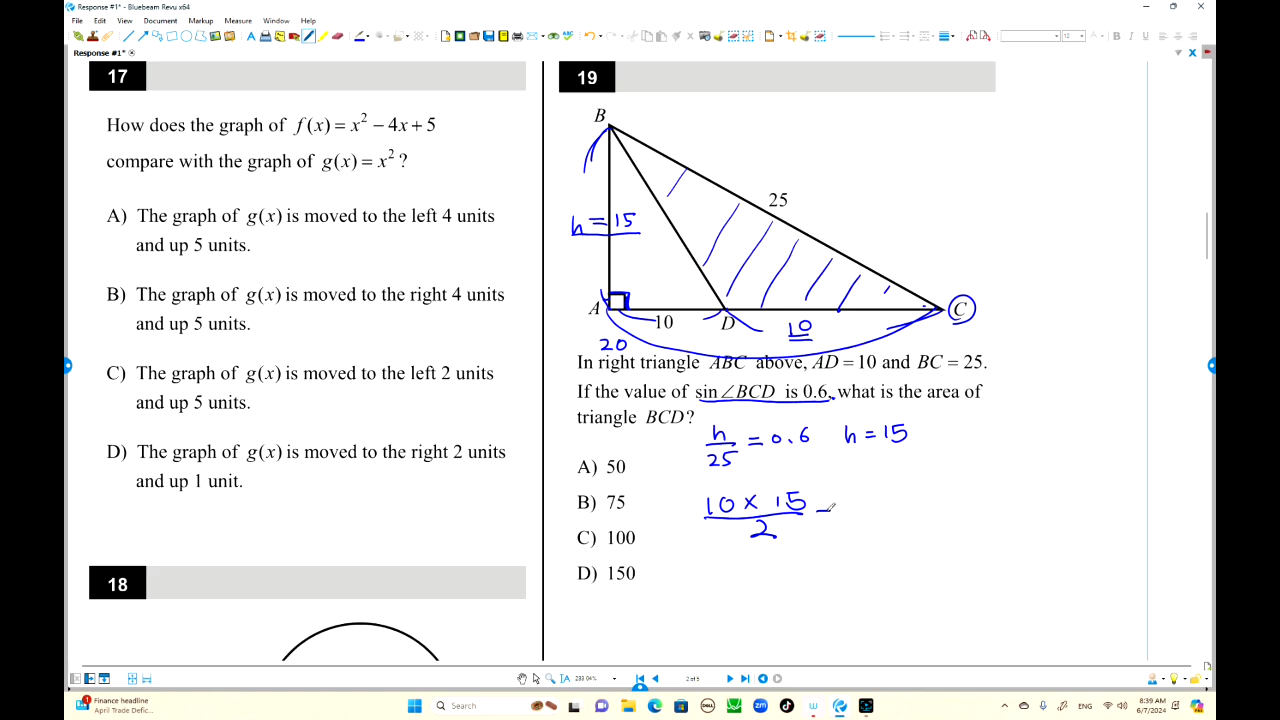 Response #1* - Bluebeam Revu x64
File Edit View Document Markup Measure Window Help
Response #1*
17
How does the graph of f(x) = x² − 4x + 5
compare with the graph of g(x) = x² ?
A) The graph of g(x) is moved to the left 4 units
and up 5 units.
B) The graph of g(x) is moved to the right 4 units
and up 5 units.
C) The graph of g(x) is moved to the left 2 units
and up 5 units.
D) The graph of g(x) is moved to the right 2 units
and up 1 unit.
18
19
B
25
h = 15
A
10
D
10
C
20
In right triangle ABC above, AD = 10 and BC = 25.
If the value of sin ∠BCD is 0.6, what is the area of
triangle BCD?
h/25 = 0.6 h = 15
A) 50
B) 75
10 × 15 / 2 =
C) 100
D) 150
233.04%
2 of 5
Finance headline
April Trade Defic...
Search
ENG
8:39 AM
6/7/2024